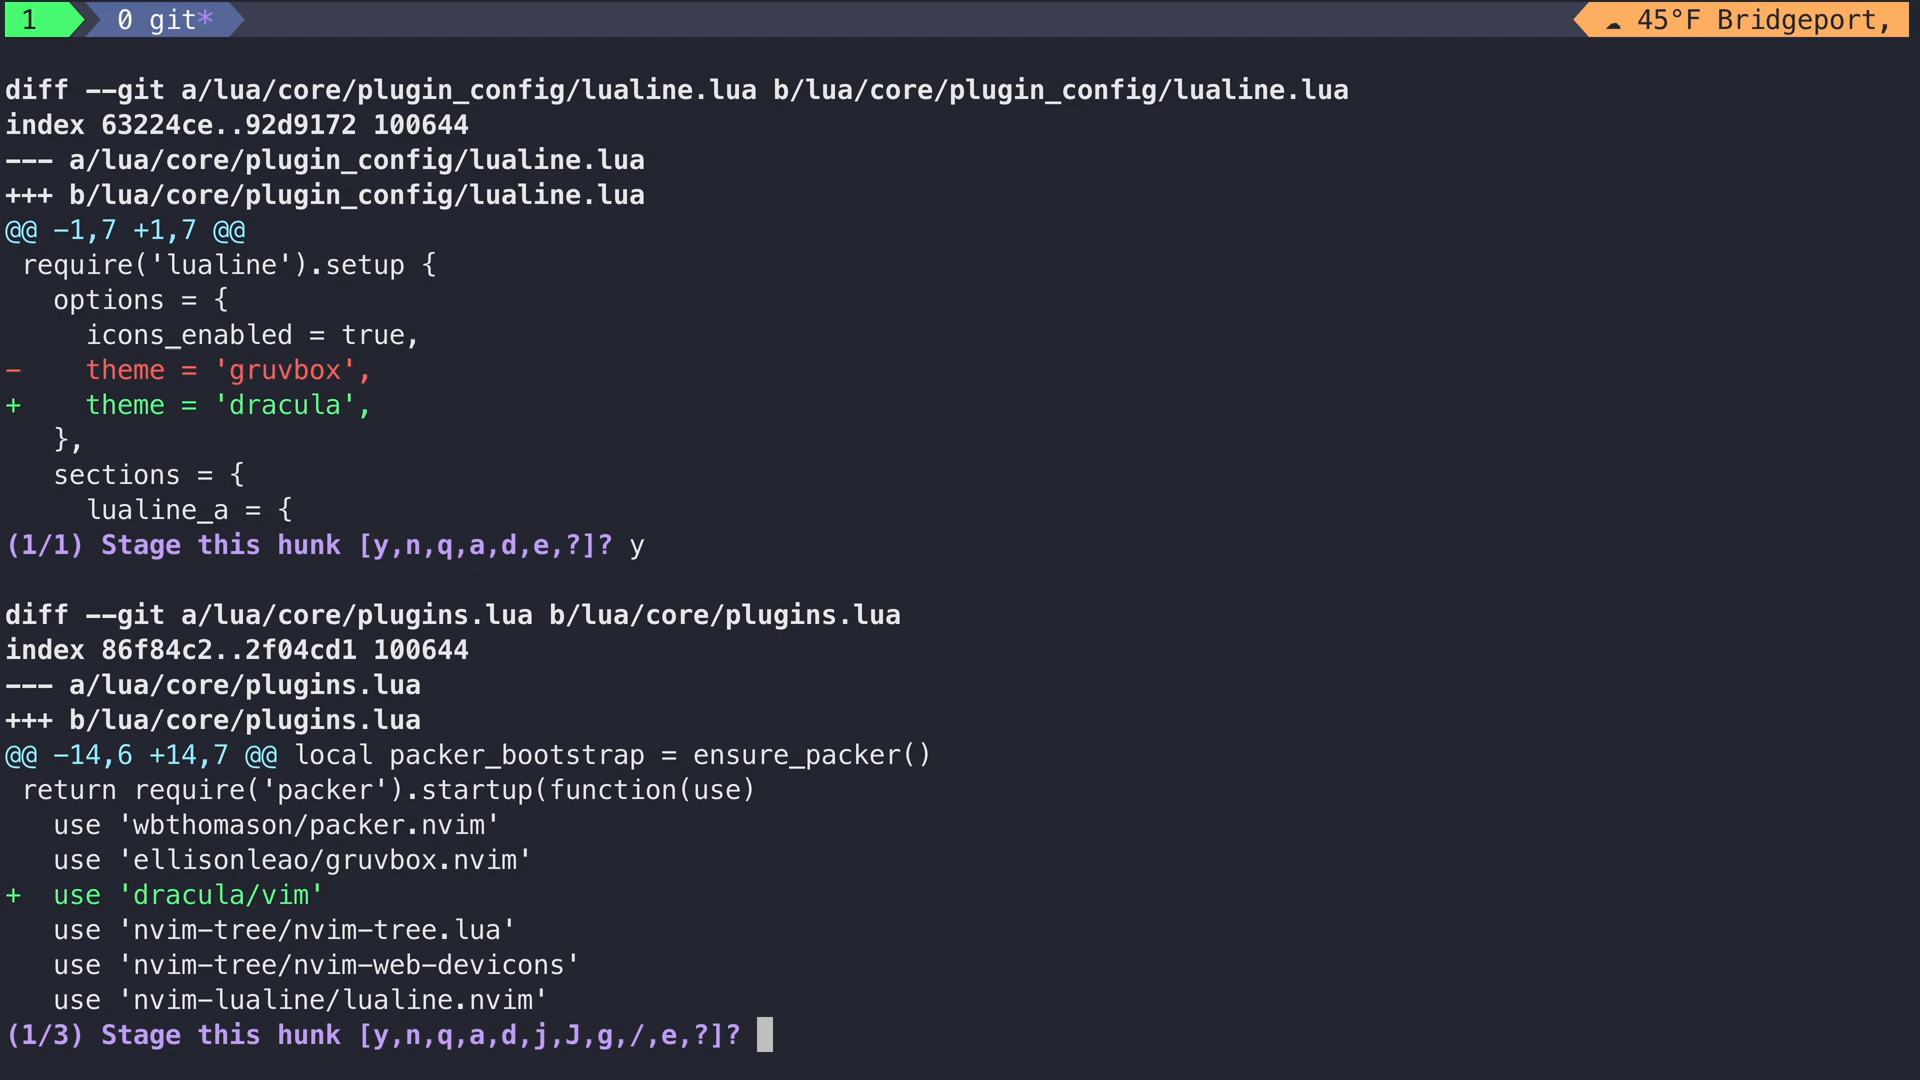 1 0 git* ☁ 45°F Bridgeport,
diff --git a/lua/core/plugin_config/lualine.lua b/lua/core/plugin_config/lualine.lua
index 63224ce..92d9172 100644
--- a/lua/core/plugin_config/lualine.lua
+++ b/lua/core/plugin_config/lualine.lua
@@ -1,7 +1,7 @@
 require('lualine').setup {
   options = {
     icons_enabled = true,
-    theme = 'gruvbox',
+    theme = 'dracula',
   },
   sections = {
     lualine_a = {
(1/1) Stage this hunk [y,n,q,a,d,e,?]? y
diff --git a/lua/core/plugins.lua b/lua/core/plugins.lua
index 86f84c2..2f04cd1 100644
--- a/lua/core/plugins.lua
+++ b/lua/core/plugins.lua
@@ -14,6 +14,7 @@ local packer_bootstrap = ensure_packer()
 return require('packer').startup(function(use)
   use 'wbthomason/packer.nvim'
   use 'ellisonleao/gruvbox.nvim'
+  use 'dracula/vim'
   use 'nvim-tree/nvim-tree.lua'
   use 'nvim-tree/nvim-web-devicons'
   use 'nvim-lualine/lualine.nvim'
(1/3) Stage this hunk [y,n,q,a,d,j,J,g,/,e,?]?